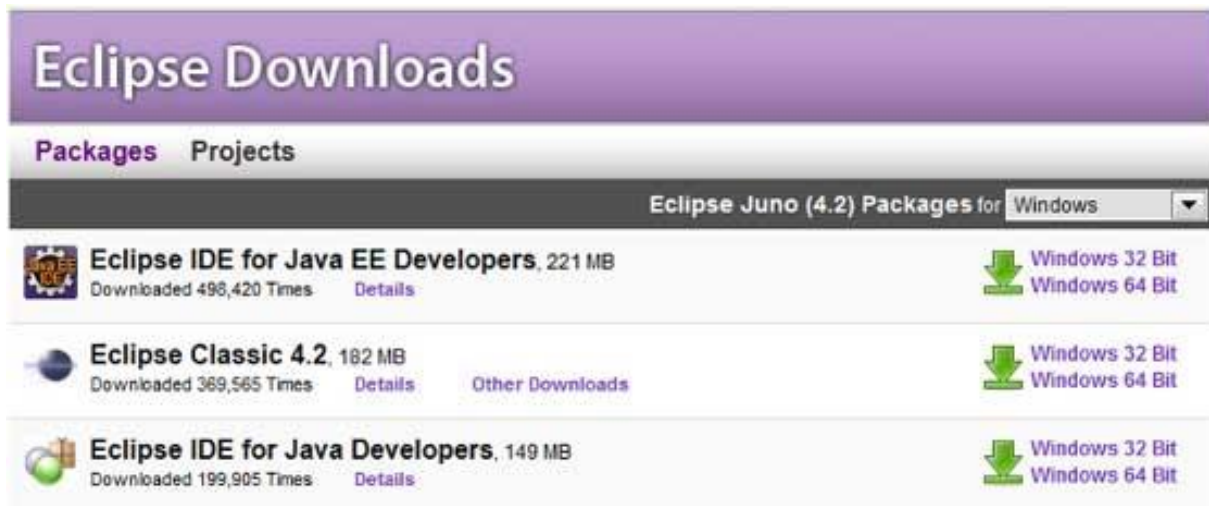 Eclipse Downloads
Packages Projects
Eclipse Juno (4.2) Packages for Windows
Java EE IDE
Eclipse IDE for Java EE Developers, 221 MB
Downloaded 498,420 Times Details
Windows 32 Bit
Windows 64 Bit
Eclipse Classic 4.2, 182 MB
Downloaded 369,565 Times Details Other Downloads
Windows 32 Bit
Windows 64 Bit
Eclipse IDE for Java Developers, 149 MB
Downloaded 199,905 Times Details
Windows 32 Bit
Windows 64 Bit